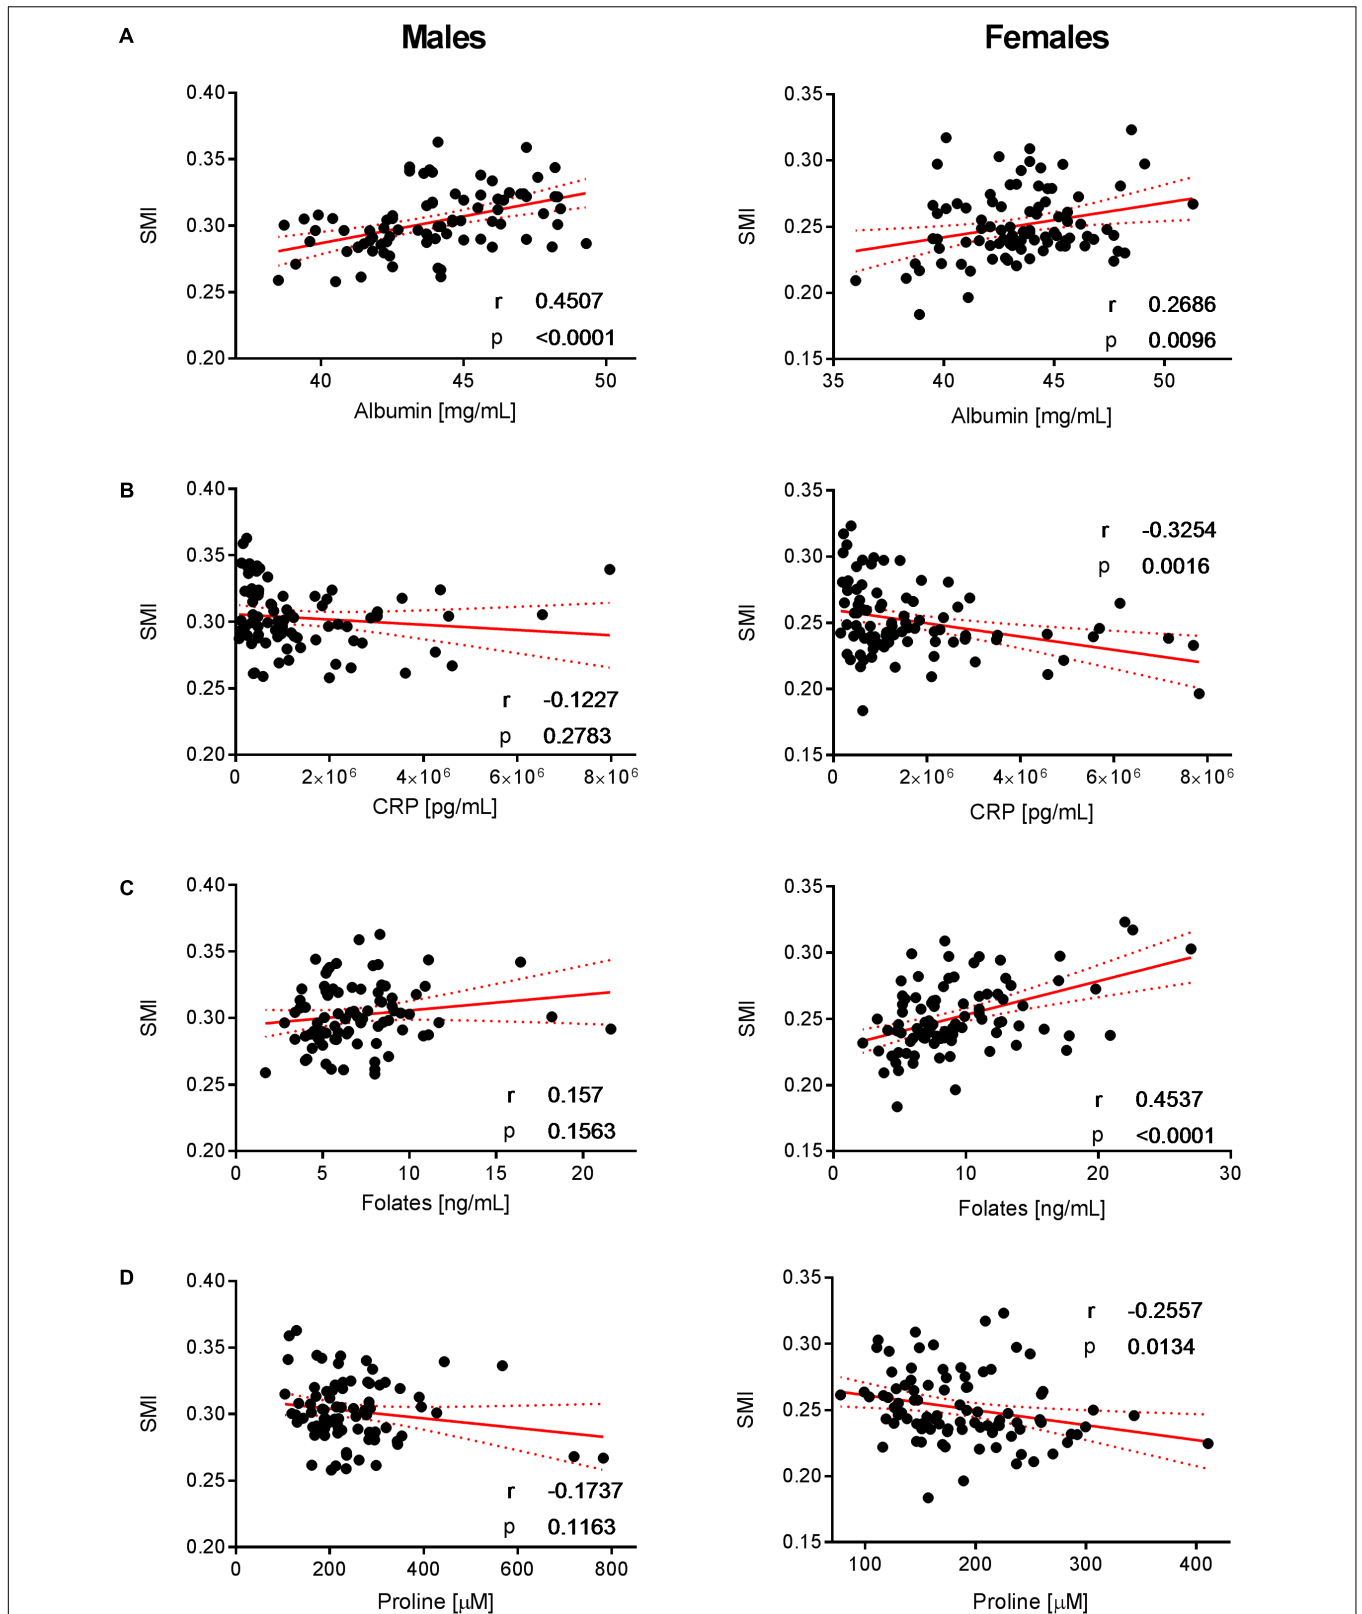 A
Males
Females
0.40
0.35
0.30
0.25
0.20
SMI
r 0.4507
p <0.0001
40 45 50
Albumin [mg/mL]
0.35
0.30
0.25
0.20
0.15
SMI
r 0.2686
p 0.0096
35 40 45 50
Albumin [mg/mL]
B
0.40
0.35
0.30
0.25
0.20
SMI
r -0.1227
p 0.2783
0 2×10⁶ 4×10⁶ 6×10⁶ 8×10⁶
CRP [pg/mL]
0.35
0.30
0.25
0.20
0.15
SMI
r -0.3254
p 0.0016
0 2×10⁶ 4×10⁶ 6×10⁶ 8×10⁶
CRP [pg/mL]
C
0.40
0.35
0.30
0.25
0.20
SMI
r 0.157
p 0.1563
0 5 10 15 20
Folates [ng/mL]
0.35
0.30
0.25
0.20
0.15
SMI
r 0.4537
p <0.0001
0 10 20 30
Folates [ng/mL]
D
0.40
0.35
0.30
0.25
0.20
SMI
r -0.1737
p 0.1163
0 200 400 600 800
Proline [µM]
0.35
0.30
0.25
0.20
0.15
SMI
r -0.2557
p 0.0134
100 200 300 400
Proline [µM]